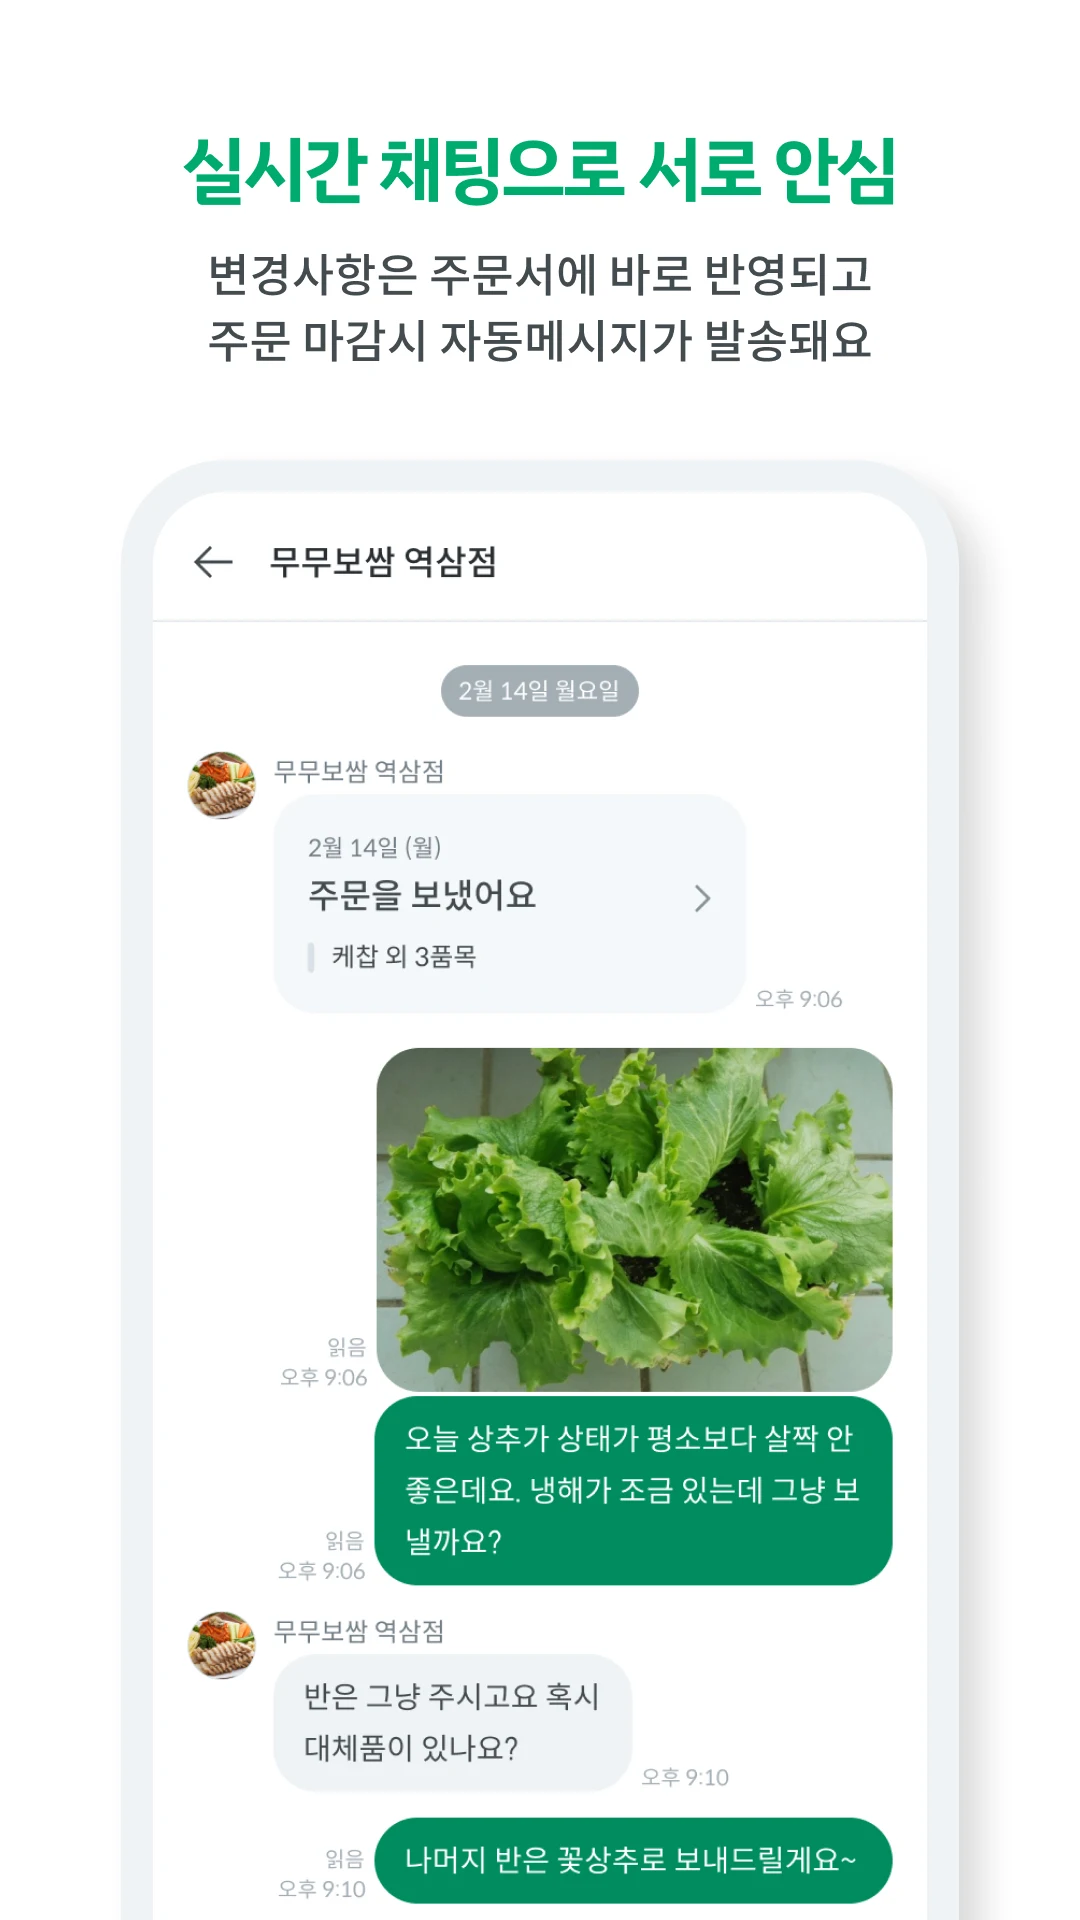 실시간 채팅으로 서로 안심
변경사항은 주문서에 바로 반영되고
주문 마감시 자동메시지가 발송돼요
무무보쌈 역삼점
2월 14일 월요일
무무보쌈 역삼점
2월 14일 (월)
주문을 보냈어요
케찹 외 3품목
오후 9:06
읽음
오후 9:06
오늘 상추가 상태가 평소보다 살짝 안
좋은데요. 냉해가 조금 있는데 그냥 보
낼까요?
읽음
오후 9:06
무무보쌈 역삼점
반은 그냥 주시고요 혹시
대체품이 있나요?
오후 9:10
나머지 반은 꽃상추로 보내드릴게요~
읽음
오후 9:10